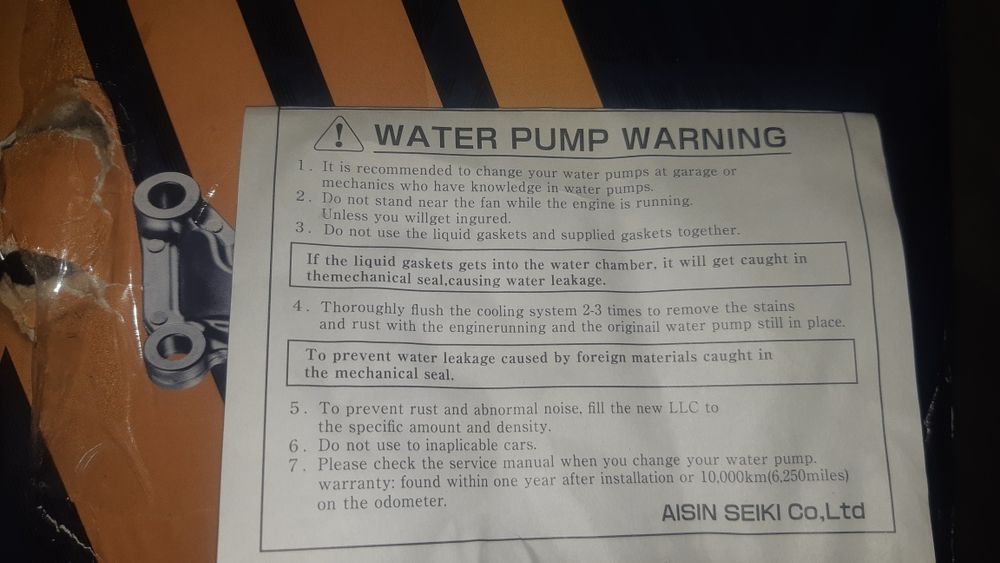 WATER PUMP WARNING
1. It is recommended to change your water pumps at garage or
mechanics who have knowledge in water pumps.
2. Do not stand near the fan while the engine is running.
Unless you willget ingured.
3. Do not use the liquid gaskets and supplied gaskets together.
If the liquid gaskets gets into the water chamber, it will get caught in
themechanical seal,causing water leakage.
4. Thoroughly flush the cooling system 2-3 times to remove the stains
and rust with the enginerunning and the originail water pump still in place.
To prevent water leakage caused by foreign materials caught in
the mechanical seal.
5. To prevent rust and abnormal noise, fill the new LLC to
the specific amount and density.
6. Do not use to inaplicable cars.
7. Please check the service manual when you change your water pump.
warranty: found within one year after installation or 10,000km(6,250miles)
on the odometer.
AISIN SEIKI Co,Ltd